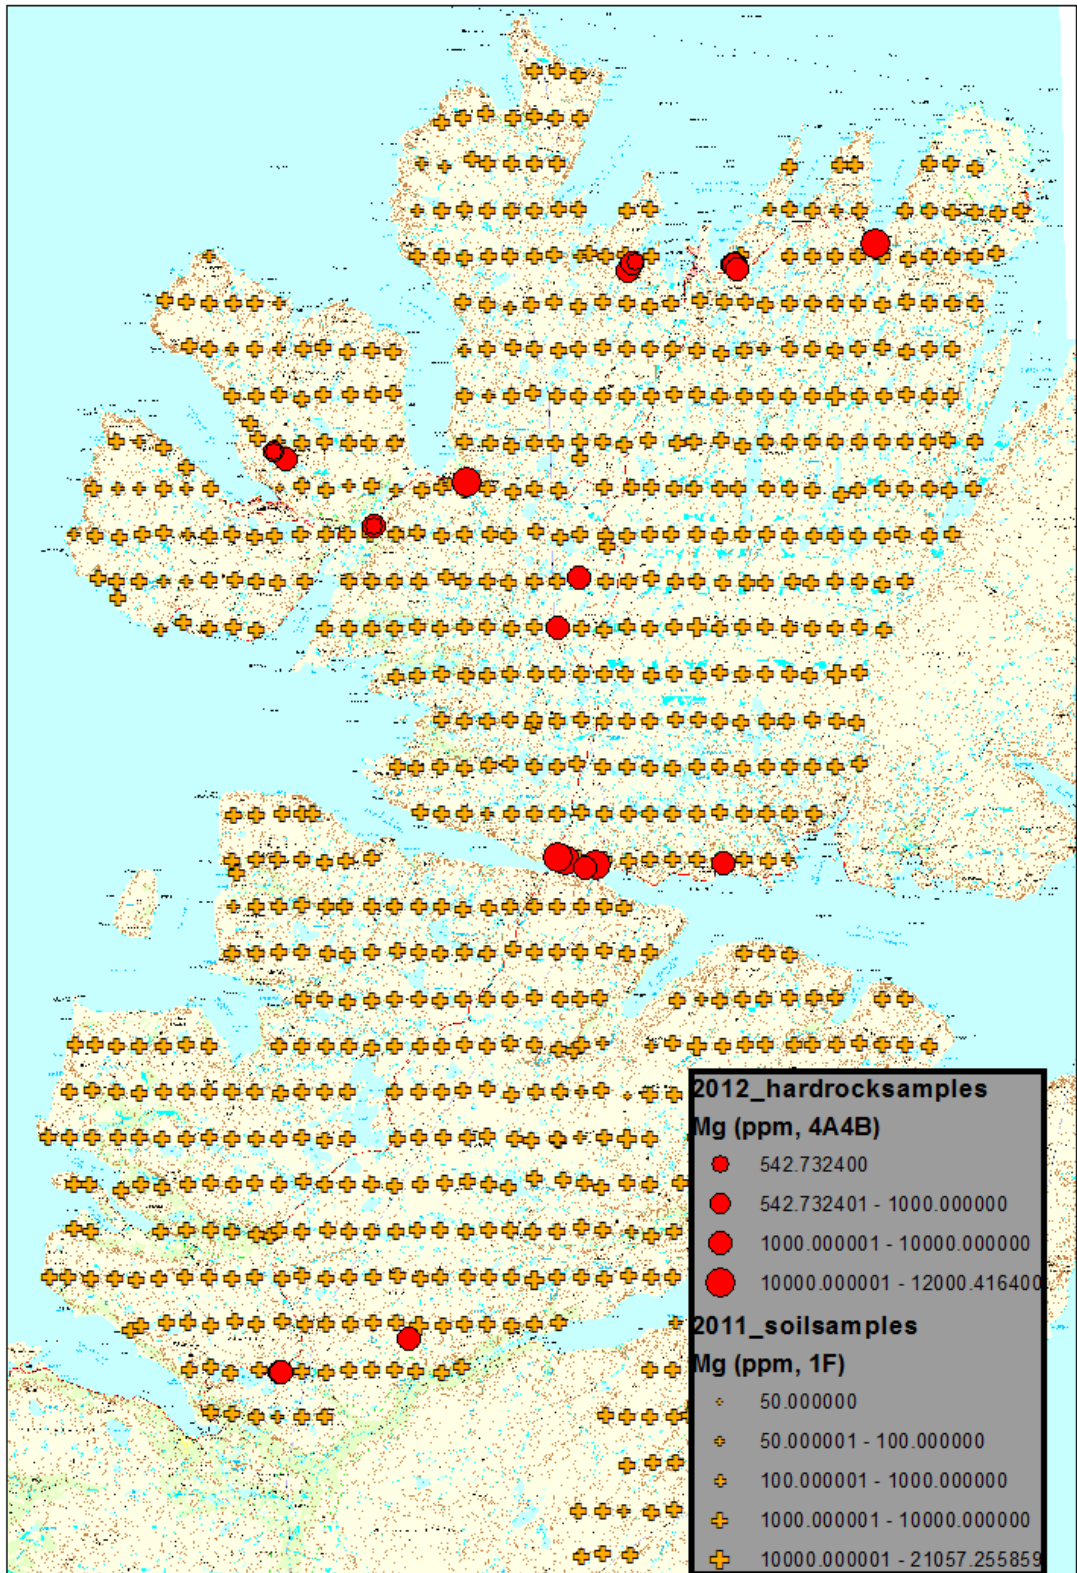 2012_hardrocksamples
Mg (ppm, 4A4B)
542.732400
542.732401 - 1000.000000
1000.000001 - 10000.000000
10000.000001 - 12000.416400
2011_soilsamples
Mg (ppm, 1F)
50.000000
50.000001 - 100.000000
100.000001 - 1000.000000
1000.000001 - 10000.000000
10000.000001 - 21057.255859